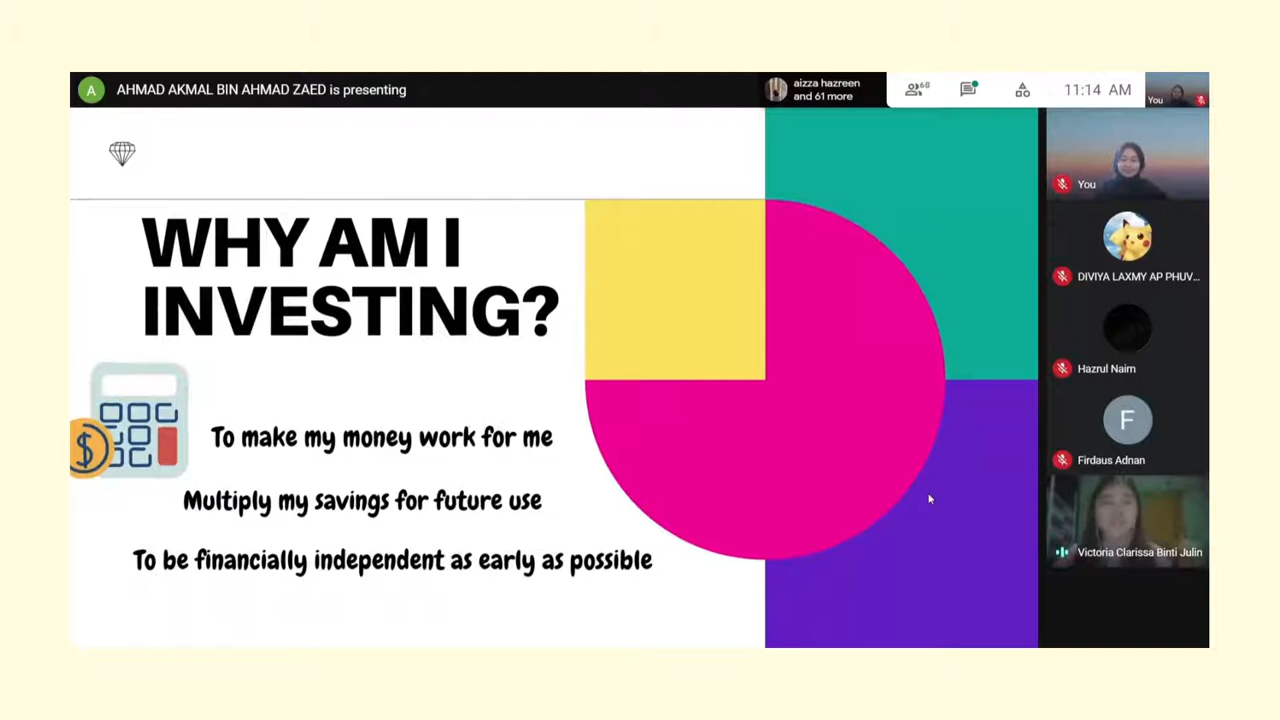 A
AHMAD AKMAL BIN AHMAD ZAED is presenting
aizza hazreen
and 61 more
68
11:14 AM
You
WHY AM I
INVESTING?
To make my money work for me
Multiply my savings for future use
To be financially independent as early as possible
$
You
DIVIYA LAXMY AP PHUV...
Hazrul Naim
F
Firdaus Adnan
Victoria Clarissa Binti Julin